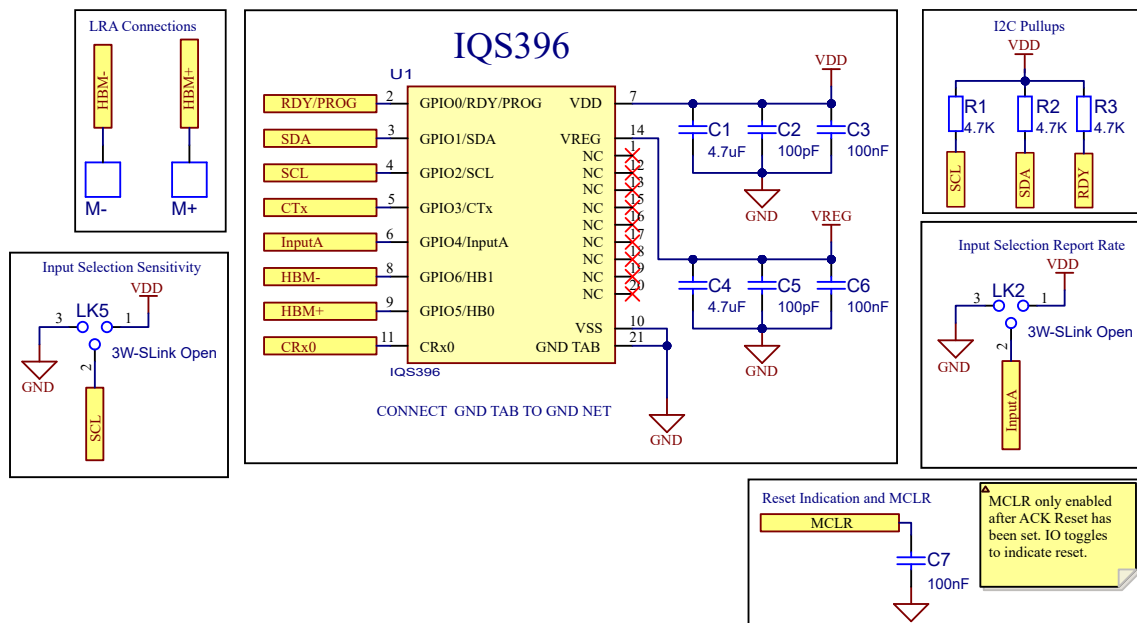 LRA Connections
HBM-
HBM+
M-
M+
IQS396
U1
RDY/PROG 2 GPIO0/RDY/PROG
SDA 3 GPIO1/SDA
SCL 4 GPIO2/SCL
CTx 5 GPIO3/CTx
InputA 6 GPIO4/InputA
HBM- 8 GPIO6/HB1
HBM+ 9 GPIO5/HB0
CRx0 11 CRx0
VDD 7
VREG 14
NC 1
NC 12
NC 13
NC 15
NC 16
NC 17
NC 18
NC 19
NC 20
VSS 10
GND TAB 21
IQS396
CONNECT GND TAB TO GND NET
VDD
C1
4.7uF
C2
100pF
C3
100nF
GND
VREG
C4
4.7uF
C5
100pF
C6
100nF
GND
GND
I2C Pullups
VDD
R1
4.7K
R2
4.7K
R3
4.7K
SCL
SDA
RDY
Input Selection Sensitivity
VDD
LK5
3
1
3W-SLink Open
GND
2
SCL
Input Selection Report Rate
VDD
LK2
3
1
3W-SLink Open
GND
2
InputA
Reset Indication and MCLR
MCLR
C7
100nF
MCLR only enabled
after ACK Reset has
been set. IO toggles
to indicate reset.